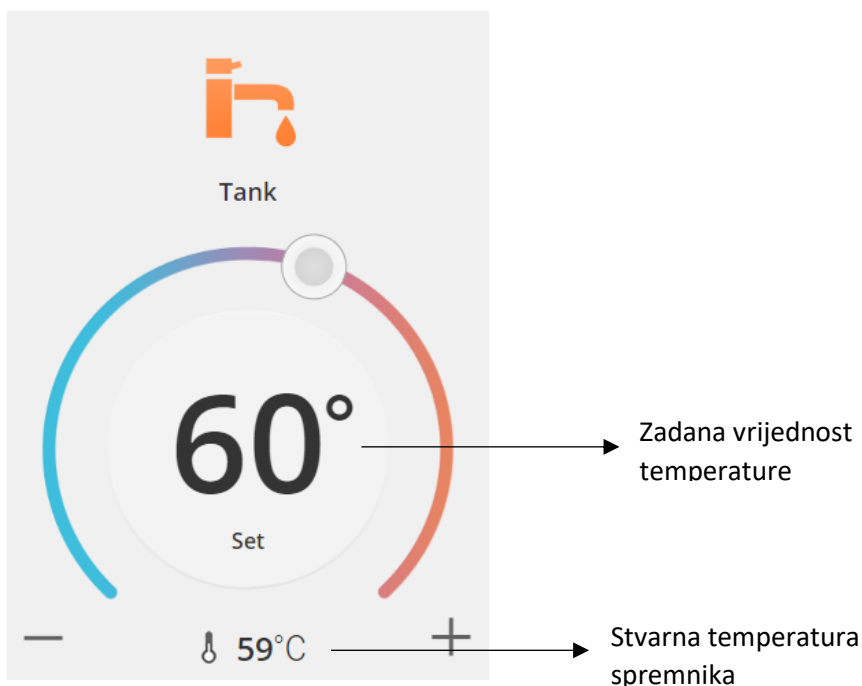 Tank
60°
Zadana vrijednost
temperature
Set
59°C
Stvarna temperatura
spremnika